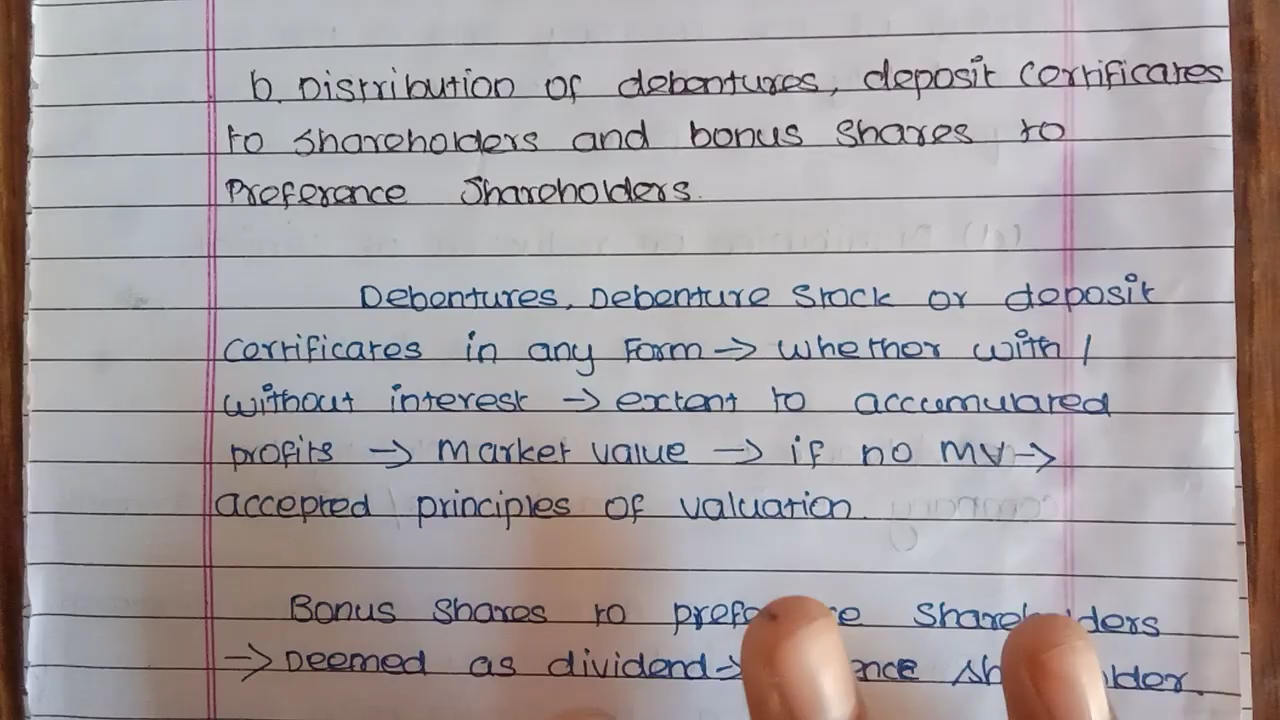 b. Distribution of debentures, deposit certificates
to shareholders and bonus shares to
Preference Shareholders.
Debentures, Debenture Stock or deposit
certificates in any Form → whether with /
without interest → extent to accumulated
profits → Market value → if no MV →
accepted principles of valuation.
Bonus shares to
→ Deemed as dividend →